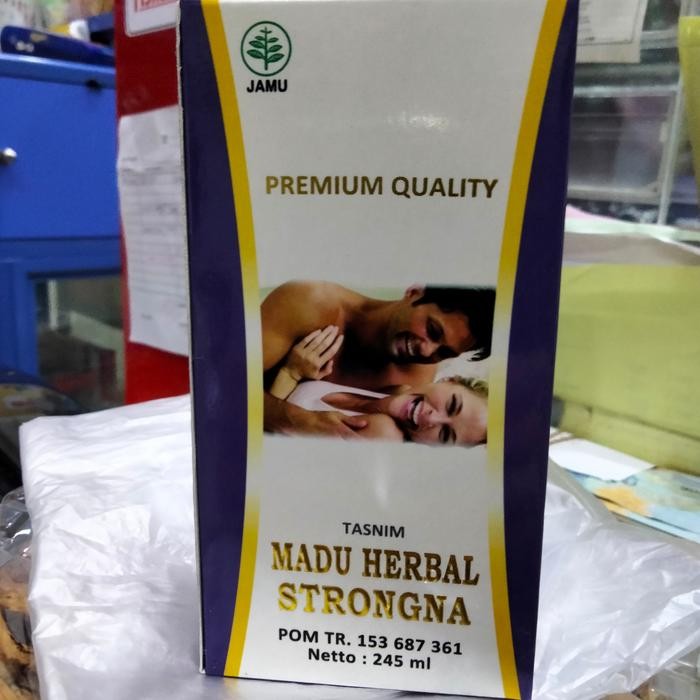 JAMU
PREMIUM QUALITY
TASNIM
MADU HERBAL
STRONGNA
POM TR. 153 687 361
Netto : 245 ml